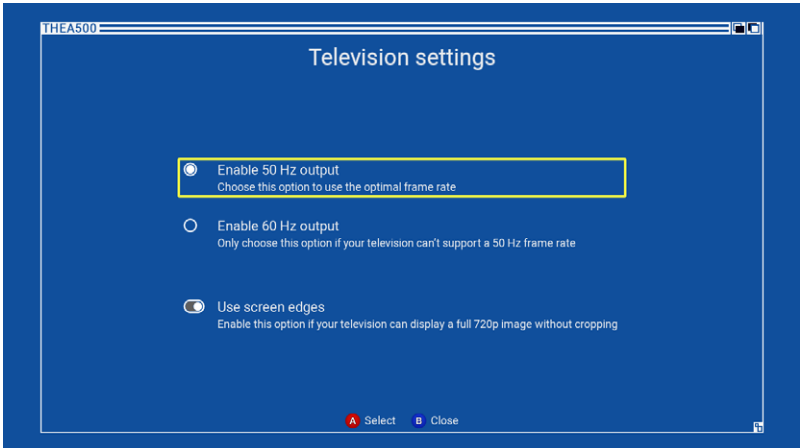 THEA500
Television settings
Enable 50 Hz output
Choose this option to use the optimal frame rate
Enable 60 Hz output
Only choose this option if your television can't support a 50 Hz frame rate
Use screen edges
Enable this option if your television can display a full 720p image without cropping
A Select B Close